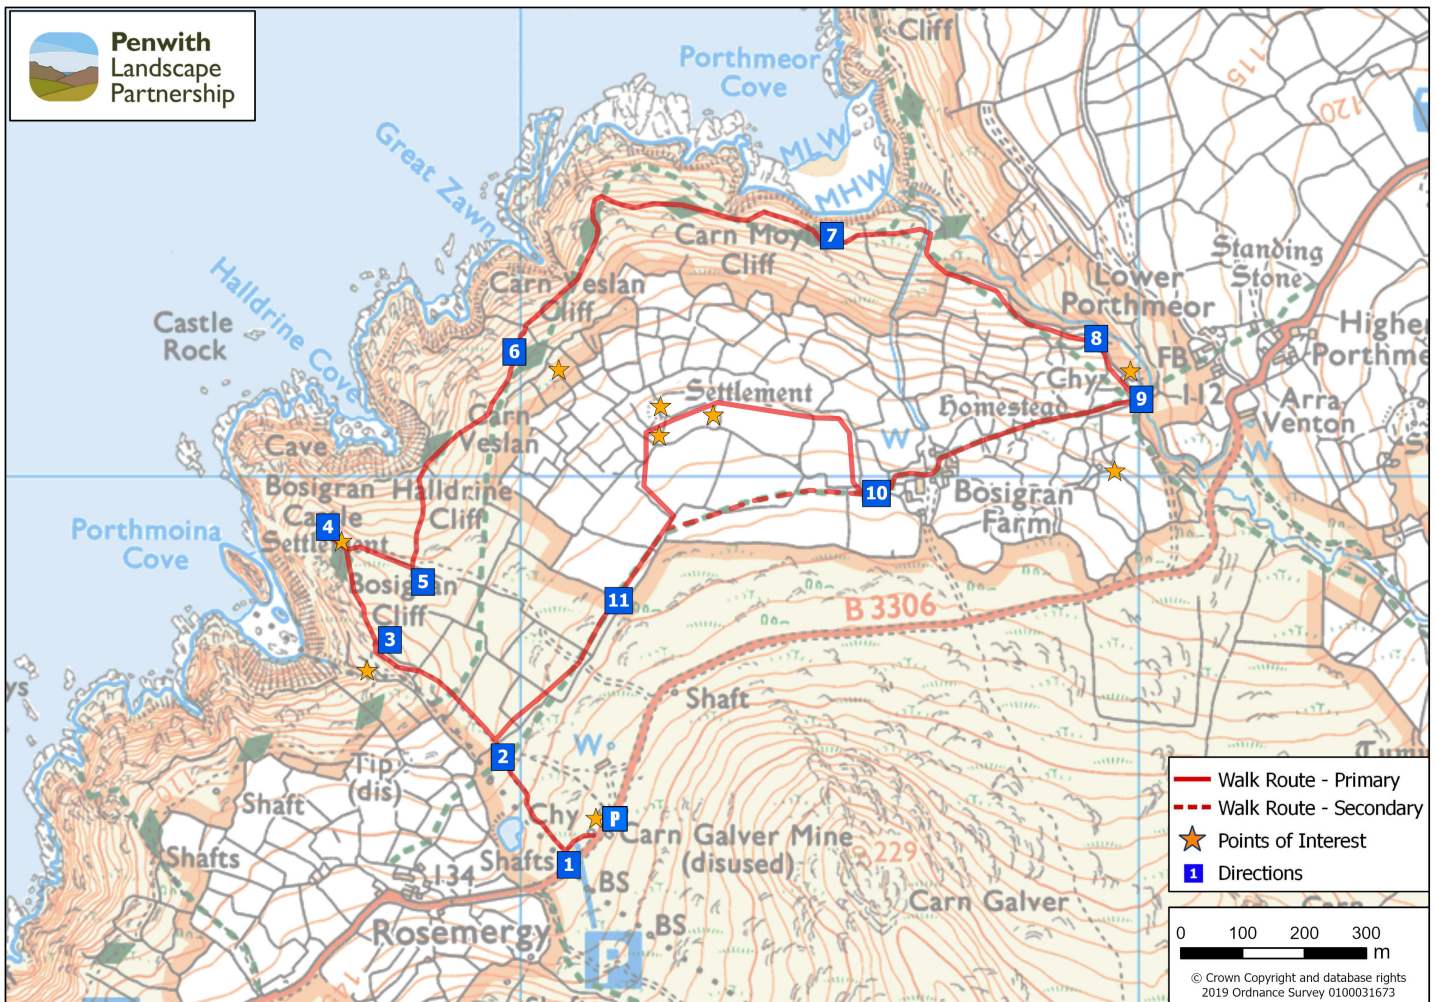 Penwith
Landscape
Partnership
Cliff
Porthmeor
Cove
115
120
MLW
MHW
Great Zawn
Halldrine Cove
Castle
Rock
Carn Moyl
Cliff
7
Standing
Stone
Lower
Porthmeor
Higher
Carn Veslan
Cliff
6
8
FB
Chy
9
112
Arra
Venton
W
Settlement
Homestead
W
Carn
Veslan
Cave
Bosigran
Castle
Settlement
4
Halldrine
Cliff
10
Bosigran
Farm
Porthmoina
Cove
5
Bosigran
Cliff
3
11
B 3306
Shaft
2
W
Tip
(dis)
Shaft
Shafts
Chy
P
Carn Galver Mine
(disused)
229
Shafts
1
134
BS
BS
Carn Galver
Rosemergy
P
Walk Route - Primary
Walk Route - Secondary
Points of Interest
1 Directions
0 100 200 300
m
© Crown Copyright and database rights
2019 Ordnance Survey 0100031673